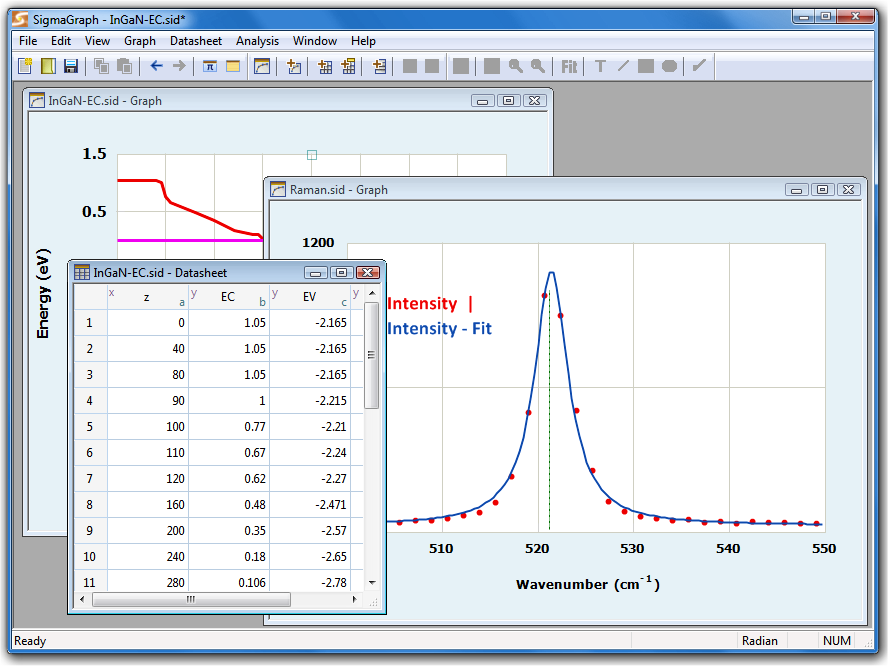 SigmaGraph - InGaN-EC.sid*
File Edit View Graph Datasheet Analysis Window Help
π Fit T
InGaN-EC.sid - Graph
1.5
0.5
Energy (eV)
Raman.sid - Graph
1200
Intensity |
Intensity - Fit
510 520 530 540 550
Wavenumber (cm⁻¹)
InGaN-EC.sid - Datasheet
x z a y EC b y EV c y
1 0 1.05 -2.165
2 40 1.05 -2.165
3 80 1.05 -2.165
4 90 1 -2.215
5 100 0.77 -2.21
6 110 0.67 -2.24
7 120 0.62 -2.27
8 160 0.48 -2.471
9 200 0.35 -2.57
10 240 0.18 -2.65
11 280 0.106 -2.78
Ready Radian NUM